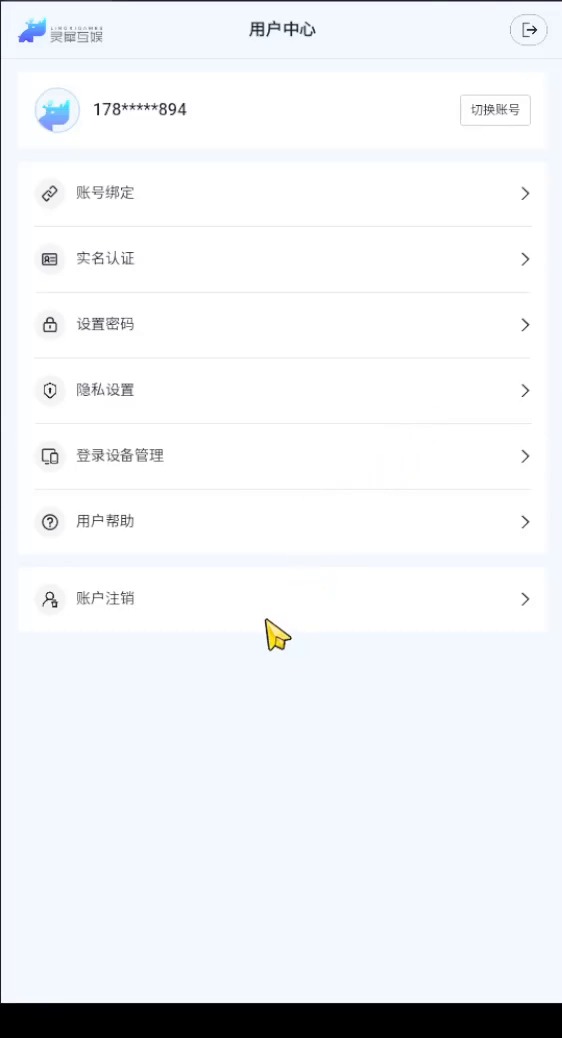 LINGXIGAMES
灵犀互娱
用户中心
178*****894
切换账号
账号绑定
实名认证
设置密码
隐私设置
登录设备管理
用户帮助
账户注销